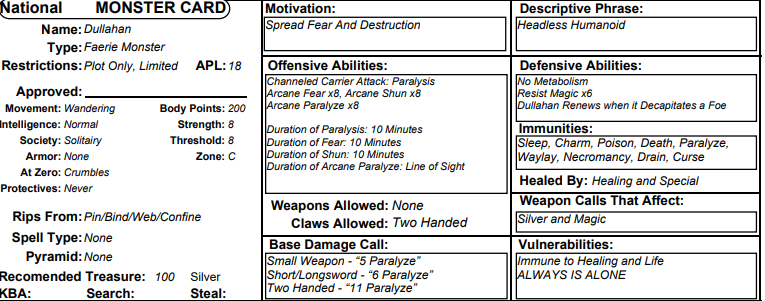 National MONSTER CARD
Name: Dullahan
Type: Faerie Monster
Restrictions: Plot Only, Limited APL: 18
Approved:
Movement: Wandering Body Points: 200
Intelligence: Normal Strength: 8
Society: Solitairy Threshold: 8
Armor: None Zone: C
At Zero: Crumbles
Protectives: Never
Rips From: Pin/Bind/Web/Confine
Spell Type: None
Pyramid: None
Recomended Treasure: 100 Silver
KBA: Search: Steal:
Motivation:
Spread Fear And Destruction
Offensive Abilities:
Channeled Carrier Attack: Paralysis
Arcane Fear x8, Arcane Shun x8
Arcane Paralyze x8
Duration of Paralysis: 10 Minutes
Duration of Fear: 10 Minutes
Duration of Shun: 10 Minutes
Duration of Arcane Paralyze: Line of Sight
Weapons Allowed: None
Claws Allowed: Two Handed
Base Damage Call:
Small Weapon - “5 Paralyze”
Short/Longsword - “6 Paralyze”
Two Handed - “11 Paralyze”
Descriptive Phrase:
Headless Humanoid
Defensive Abilities:
No Metabolism
Resist Magic x6
Dullahan Renews when it Decapitates a Foe
Immunities:
Sleep, Charm, Poison, Death, Paralyze,
Waylay, Necromancy, Drain, Curse
Healed By: Healing and Special
Weapon Calls That Affect:
Silver and Magic
Vulnerabilities:
Immune to Healing and Life
ALWAYS IS ALONE